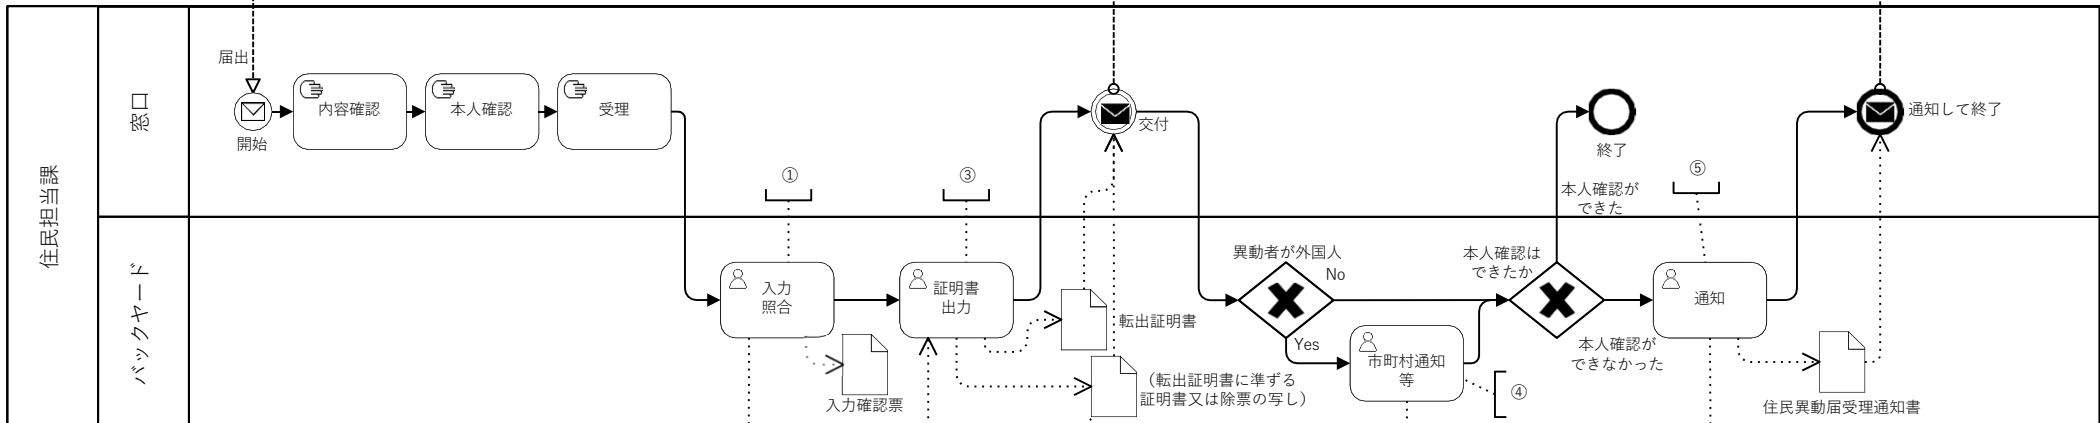 住民担当課
窓口
届出
開始
内容確認
本人確認
受理
交付
終了
通知して終了
①
③
本人確認が
できた
⑤
バックヤード
入力
照合
入力確認票
証明書
出力
転出証明書
（転出証明書に準ずる
証明書又は除票の写し）
異動者が外国人
No
Yes
市町村通知
等
④
本人確認は
できたか
本人確認が
できなかった
通知
住民異動届受理通知書